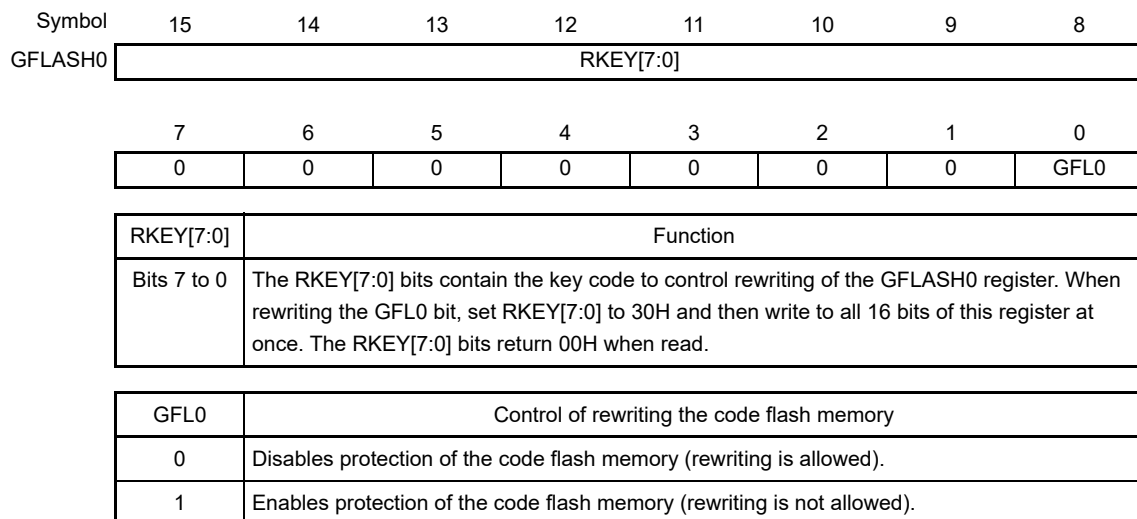 Symbol 15 14 13 12 11 10 9 8
GFLASH0 RKEY[7:0]
7 6 5 4 3 2 1 0
0 0 0 0 0 0 0 GFL0
RKEY[7:0] Function
Bits 7 to 0 The RKEY[7:0] bits contain the key code to control rewriting of the GFLASH0 register. When
rewriting the GFL0 bit, set RKEY[7:0] to 30H and then write to all 16 bits of this register at
once. The RKEY[7:0] bits return 00H when read.
GFL0 Control of rewriting the code flash memory
0 Disables protection of the code flash memory (rewriting is allowed).
1 Enables protection of the code flash memory (rewriting is not allowed).